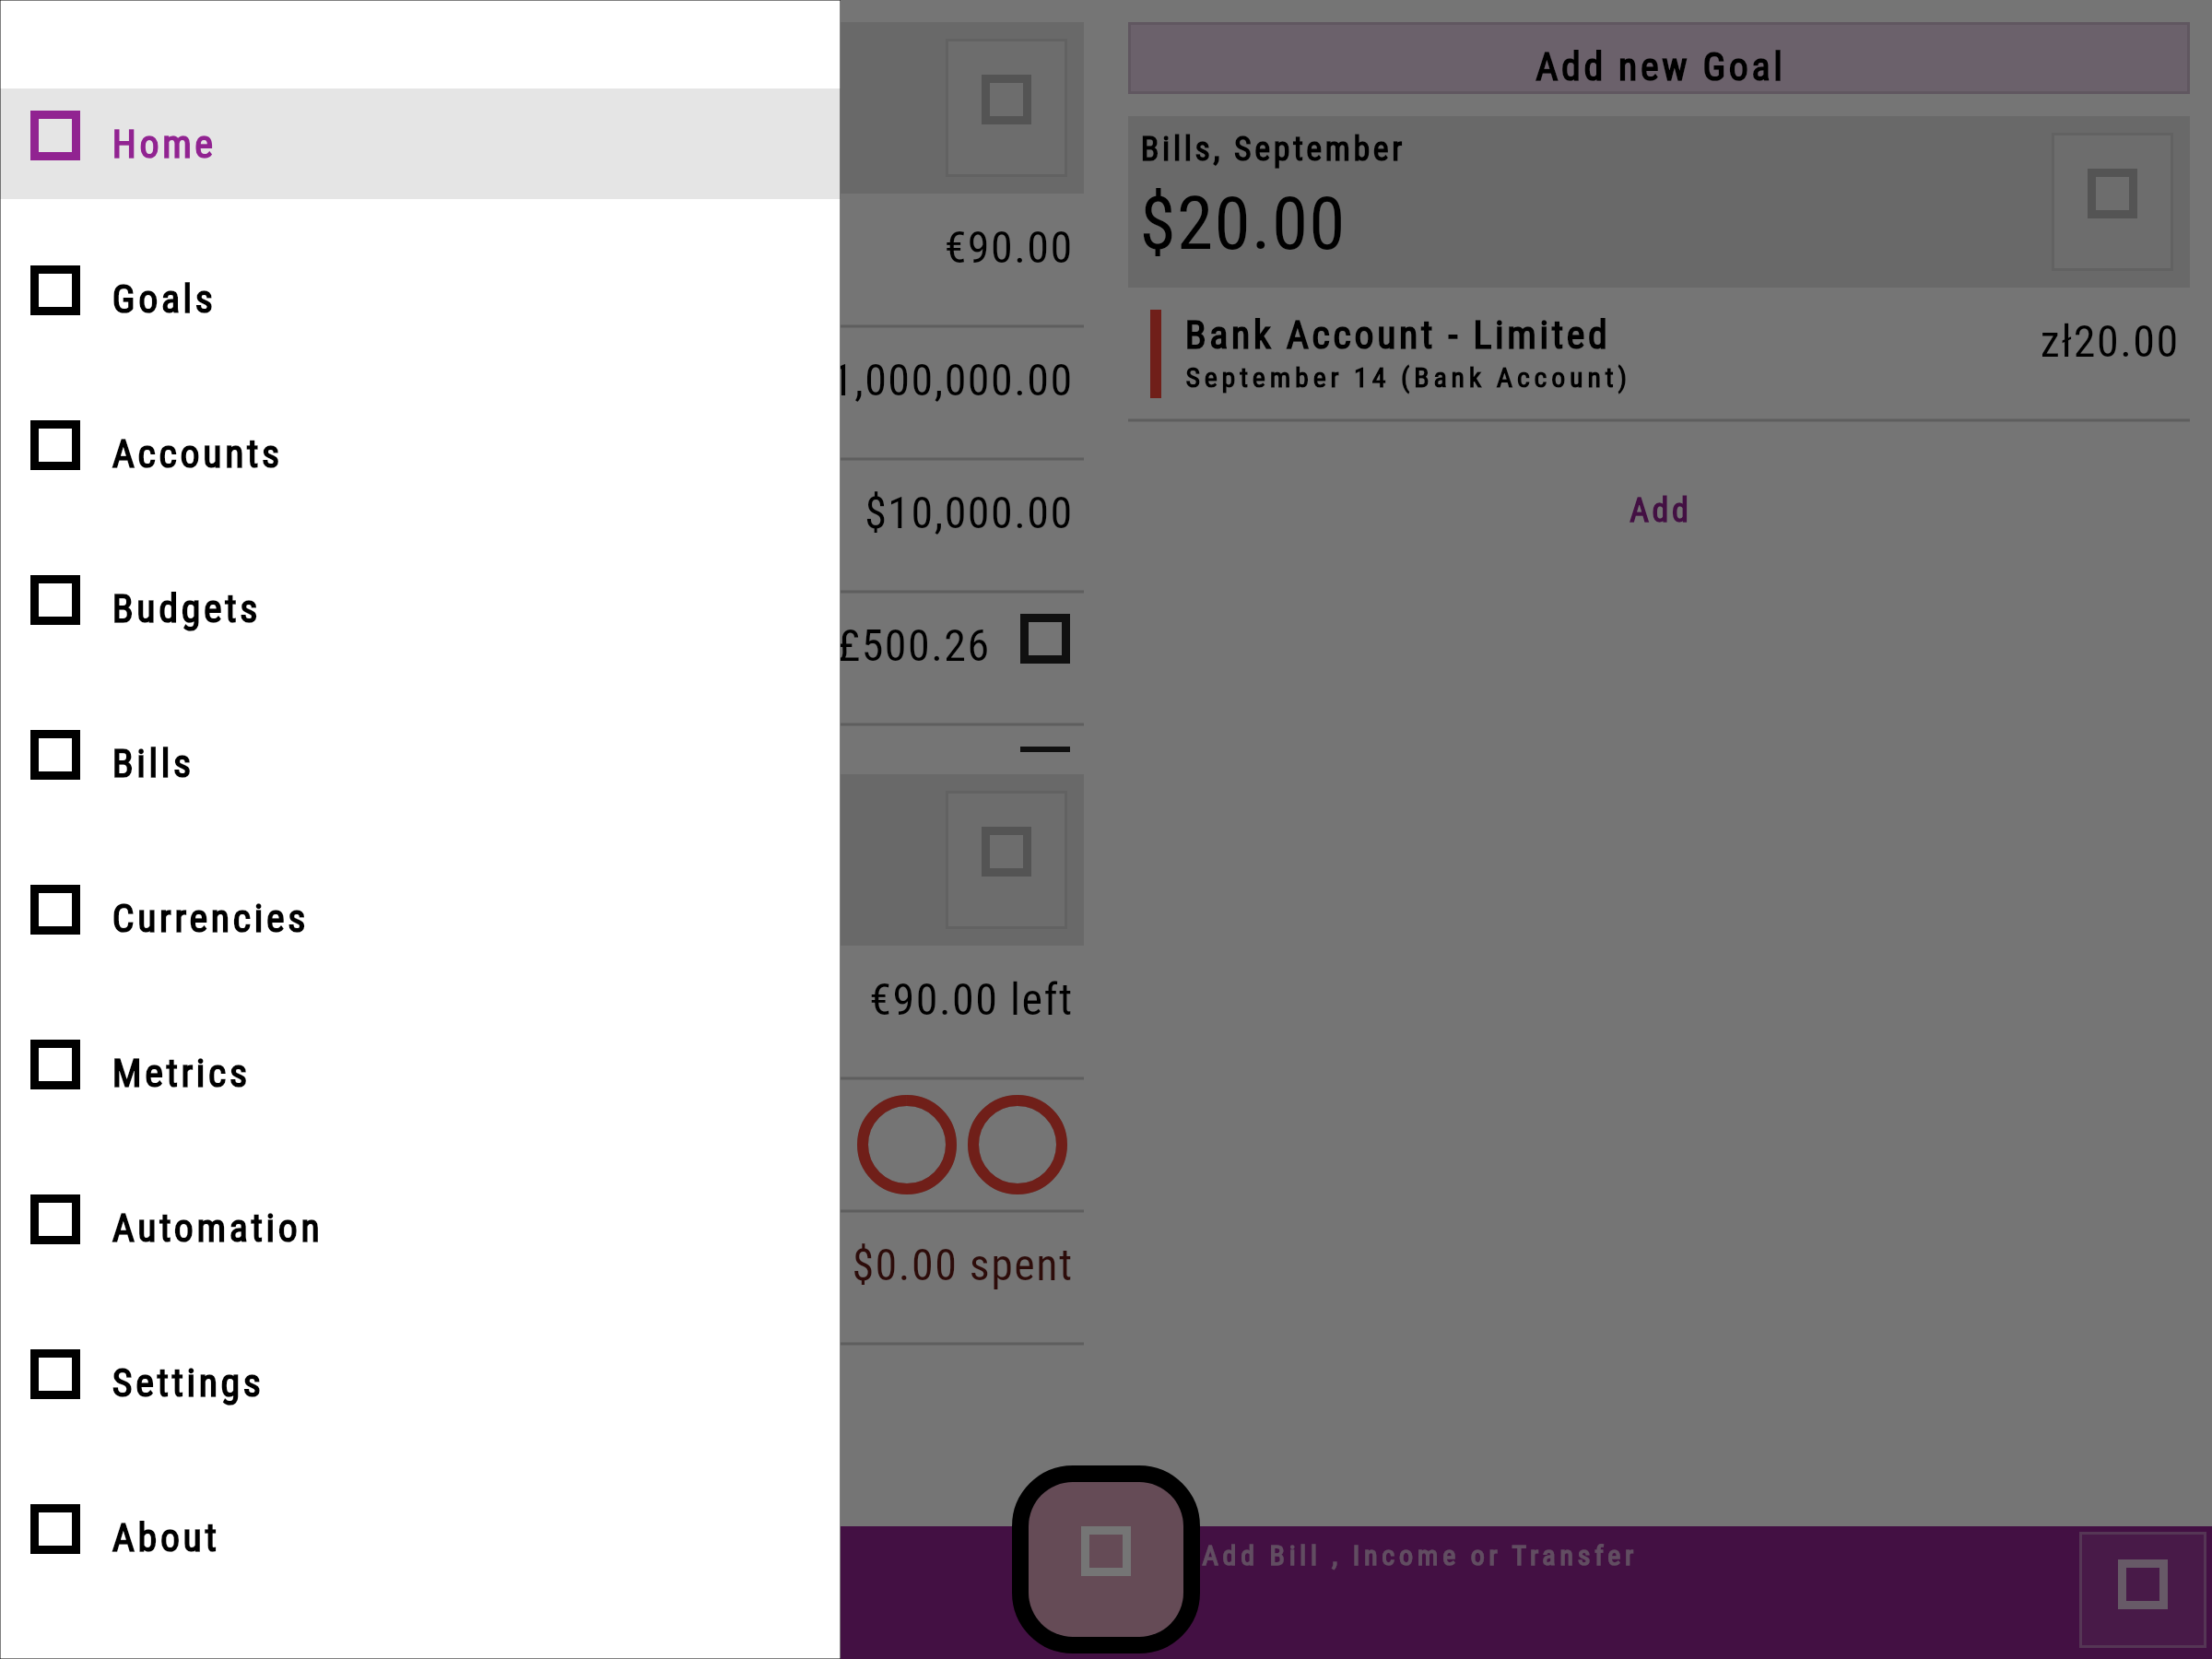 Home
Goals
Accounts
Budgets
Bills
Currencies
Metrics
Automation
Settings
About
€90.00
1,000,000.00
$10,000.00
£500.26
€90.00 left
$0.00 spent
Add new Goal
Bills, September
$20.00
Bank Account - Limited
zł20.00
September 14 (Bank Account)
Add
Add Bill , Income or Transfer